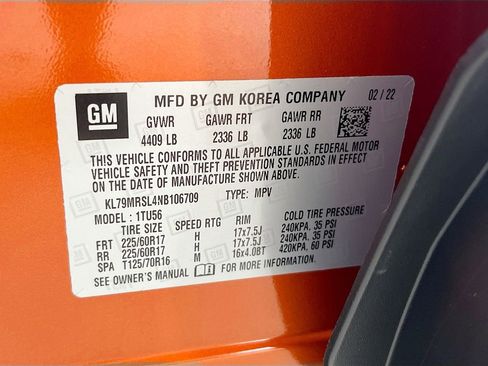 GM MFD BY GM KOREA COMPANY 02/22
GVWR GAWR FRT GAWR RR
4409 LB 2336 LB 2336 LB
THIS VEHICLE CONFORMS TO ALL APPLICABLE U.S. FEDERAL MOTOR
VEHICLE SAFETY AND THEFT PREVENTION STANDARDS IN EFFECT
ON THE DATE OF MANUFACTURE SHOWN ABOVE.
KL79MRSL4NB106709 TYPE: MPV
MODEL: 1TU56
TIRE SIZE SPEED RTG RIM COLD TIRE PRESSURE
FRT 225/60R17 H 17x7.5J 240KPA, 35 PSI
RR 225/60R17 H 17x7.5J 240KPA, 35 PSI
SPA T125/70R16 M 16x4.0BT 420KPA, 60 PSI
SEE OWNER'S MANUAL FOR MORE INFORMATION.